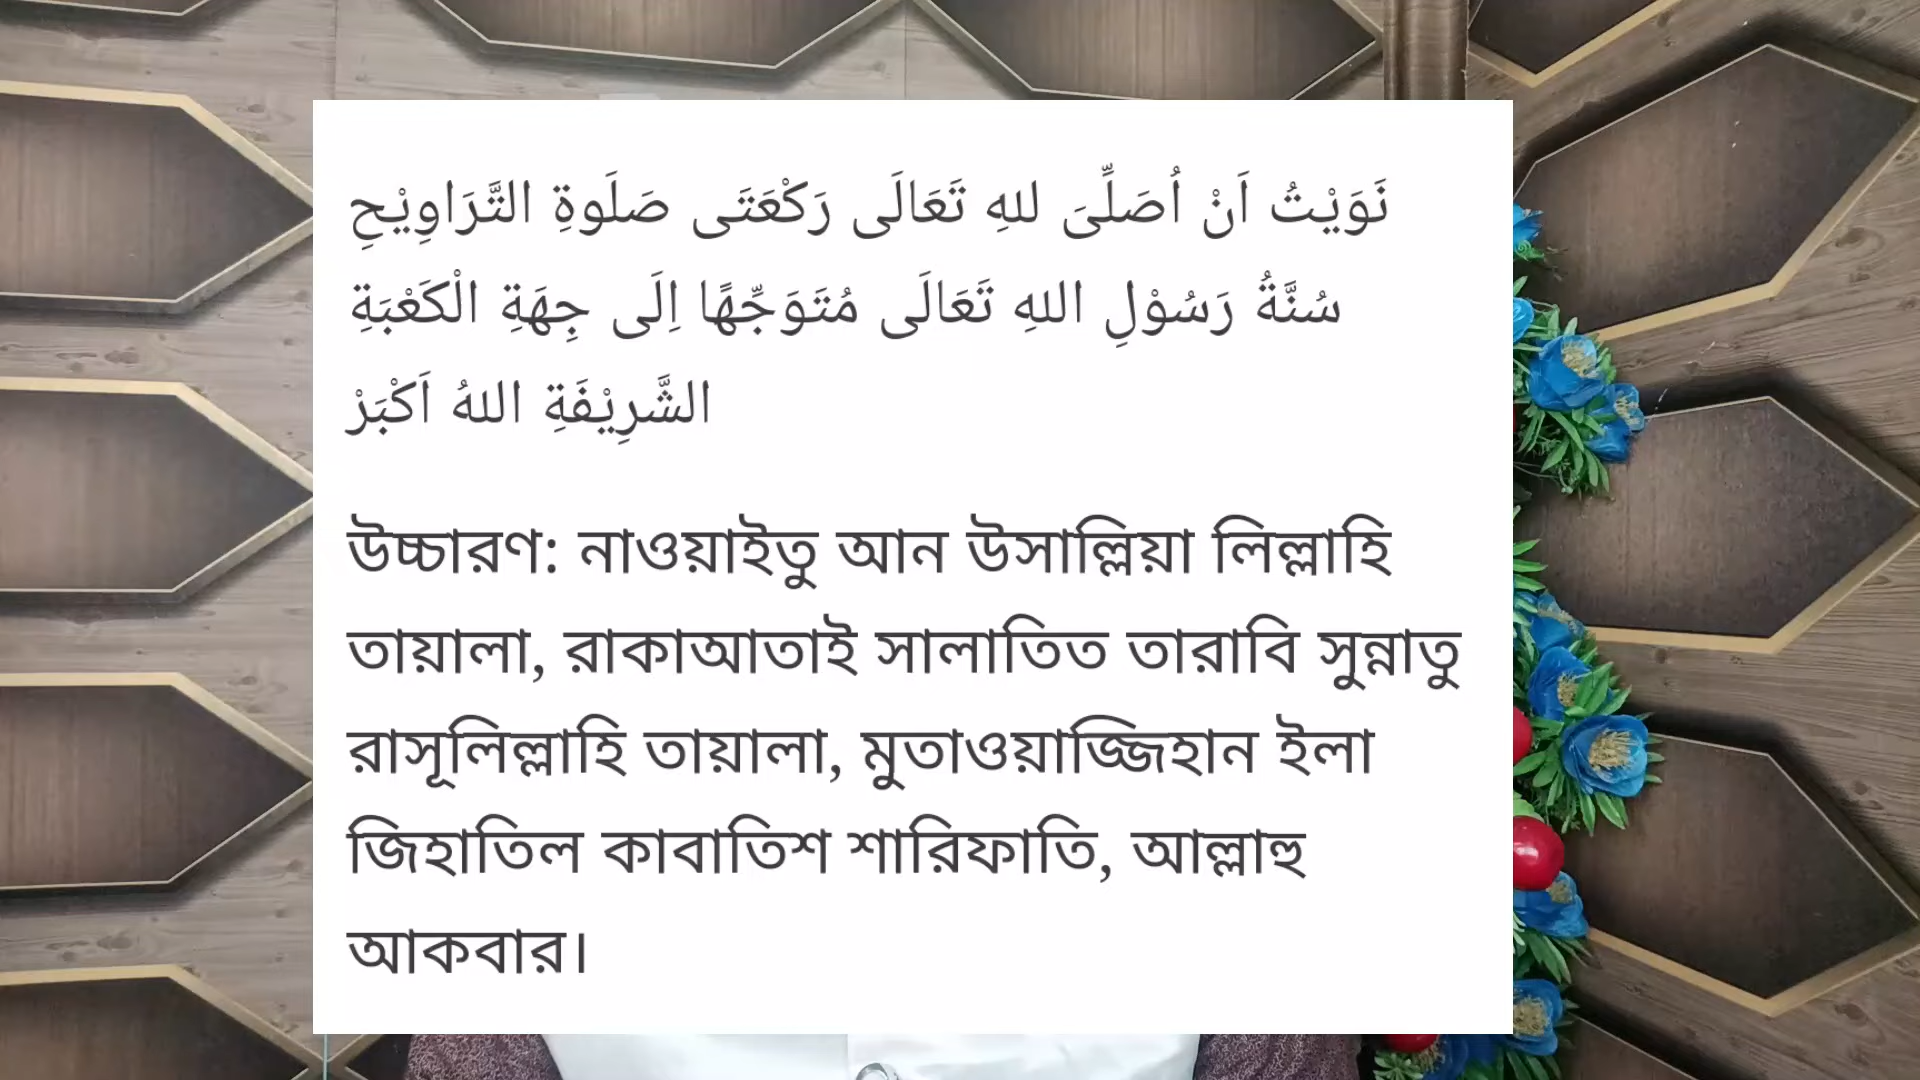 نَوَيْتُ اَنْ اُصَلِّىَ للهِ تَعَالَى رَكْعَتَى صَلَوةِ التَّرَاوِيْحِ
سُنَّةُ رَسُوْلِ اللهِ تَعَالَى مُتَوَجِّهًا اِلَى جِهَةِ الْكَعْبَةِ
الشَّرِيْفَةِ اللهُ اَكْبَرْ
উচ্চারণ: নাওয়াইতু আন উসাল্লিয়া লিল্লাহি
তায়ালা, রাকাআতাই সালাতিত তারাবি সুন্নাতু
রাসূলিল্লাহি তায়ালা, মুতাওয়াজ্জিহান ইলা
জিহাতিল কাবাতিশ শারিফাতি, আল্লাহু
আকবার।